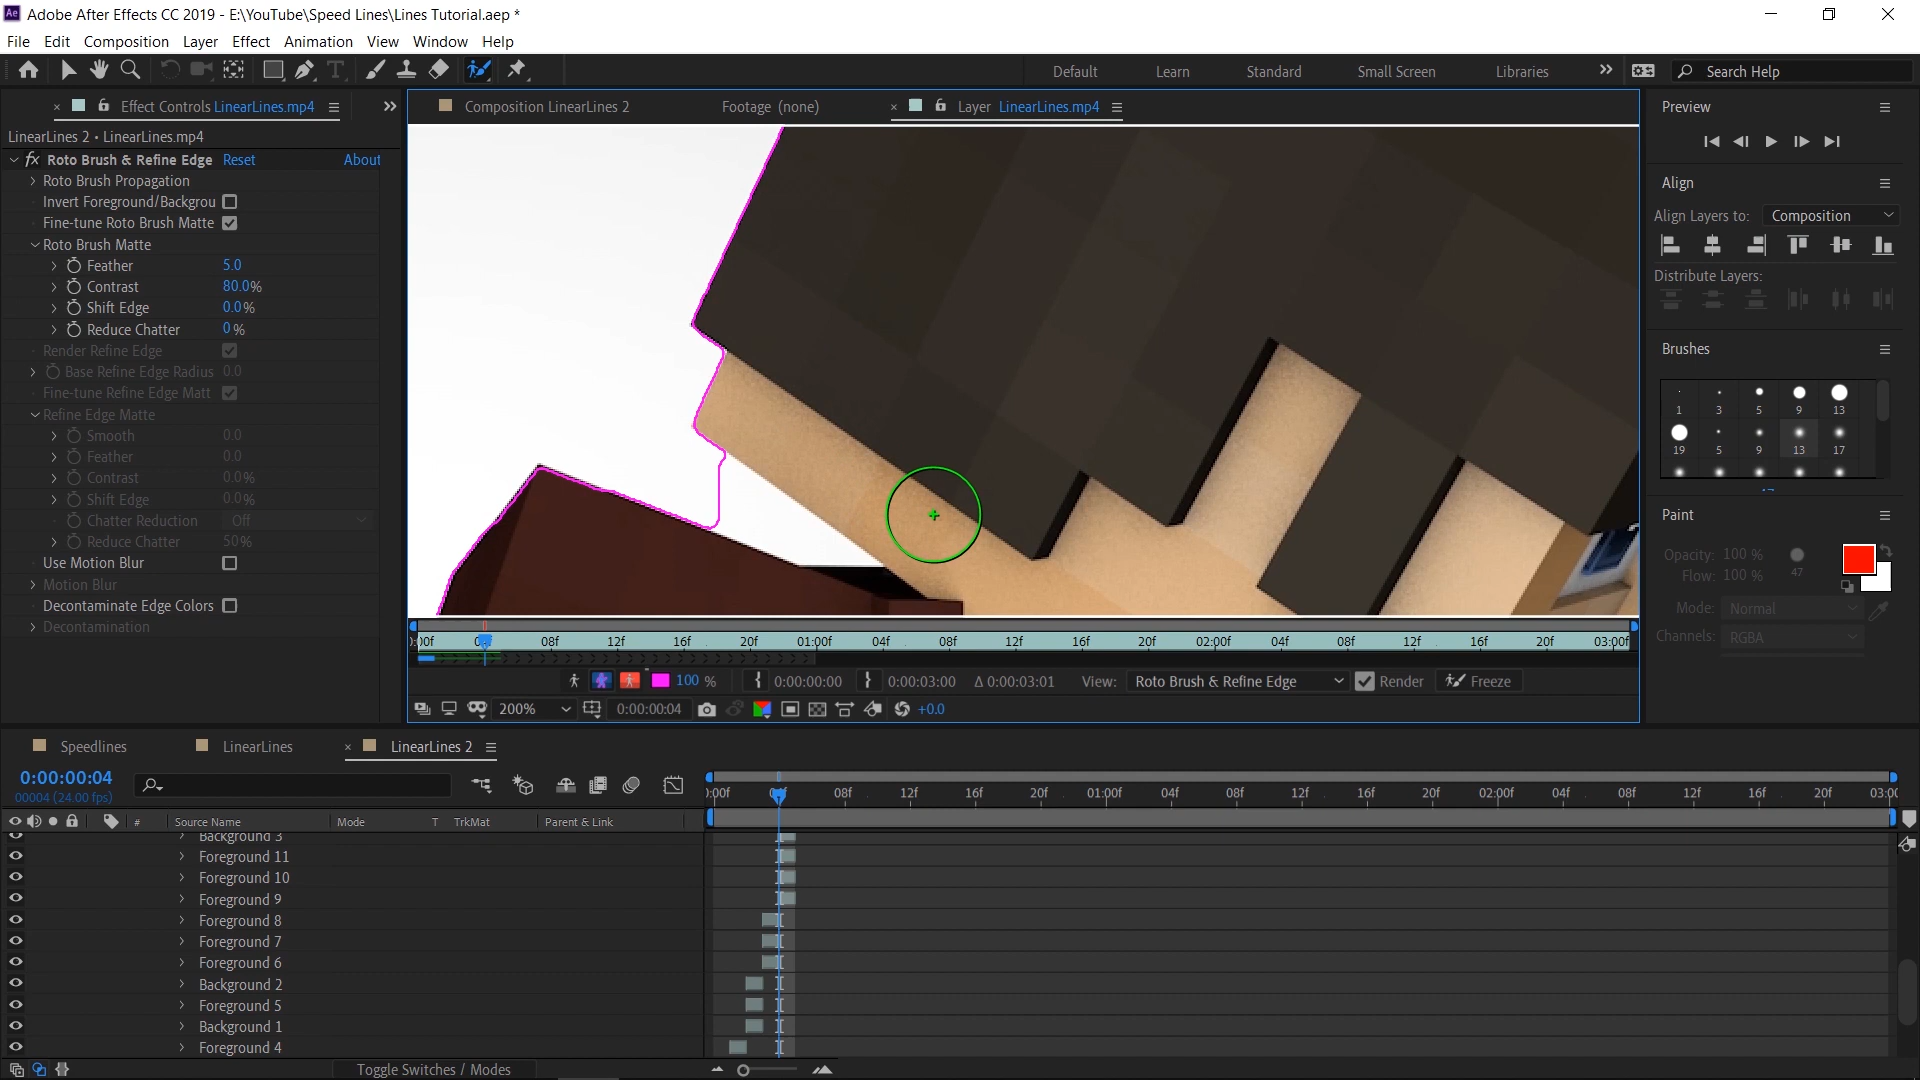 Adobe After Effects CC 2019 - E:\YouTube\Speed Lines\Lines Tutorial.aep *
File Edit Composition Layer Effect Animation View Window Help
Default Learn Standard Small Screen Libraries Search Help
Effect Controls LinearLines.mp4
Composition LinearLines 2 Footage (none) Layer LinearLines.mp4
LinearLines 2 • LinearLines.mp4
fx Roto Brush & Refine Edge Reset About
Roto Brush Propagation
Invert Foreground/Backgrou
Fine-tune Roto Brush Matte
Roto Brush Matte
Feather 5.0
Contrast 80.0%
Shift Edge 0.0%
Reduce Chatter 0%
Render Refine Edge
Base Refine Edge Radius 0.0
Fine-tune Refine Edge Matt
Refine Edge Matte
Smooth 0.0
Feather 0.0
Contrast 0.0%
Shift Edge 0.0%
Chatter Reduction Off
Reduce Chatter 50%
Use Motion Blur
Motion Blur
Decontaminate Edge Colors
Decontamination
08f 12f 16f 20f 01:00f 04f 08f 12f 16f 20f 02:00f 04f 08f 12f 16f 20f 03:00f
100 % 0:00:00:00 0:00:03:00 Δ 0:00:03:01 View: Roto Brush & Refine Edge Render Freeze
200% 0:00:00:04 +0.0
Preview
Align
Align Layers to: Composition
Distribute Layers:
Brushes
1 3 5 9 13
19 5 9 13 17
Paint
Opacity: 100 %
Flow: 100 % 47
Mode: Normal
Channels: RGBA
Speedlines LinearLines LinearLines 2
0:00:00:04
00004 (24.00 fps)
08f 12f 16f 20f 01:00f 04f 08f 12f 16f 20f 02:00f 04f 08f 12f 16f 20f
# Source Name Mode T TrkMat Parent & Link
Background 3
Foreground 11
Foreground 10
Foreground 9
Foreground 8
Foreground 7
Foreground 6
Background 2
Foreground 5
Background 1
Foreground 4
Toggle Switches / Modes